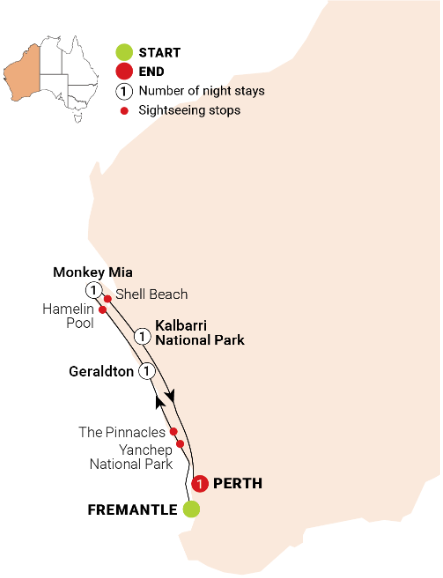 START
END
1 Number of night stays
Sightseeing stops
Monkey Mia
1
Shell Beach
Hamelin
Pool
Kalbarri
1
National Park
Geraldton 1
The Pinnacles
Yanchep
National Park
1 PERTH
FREMANTLE